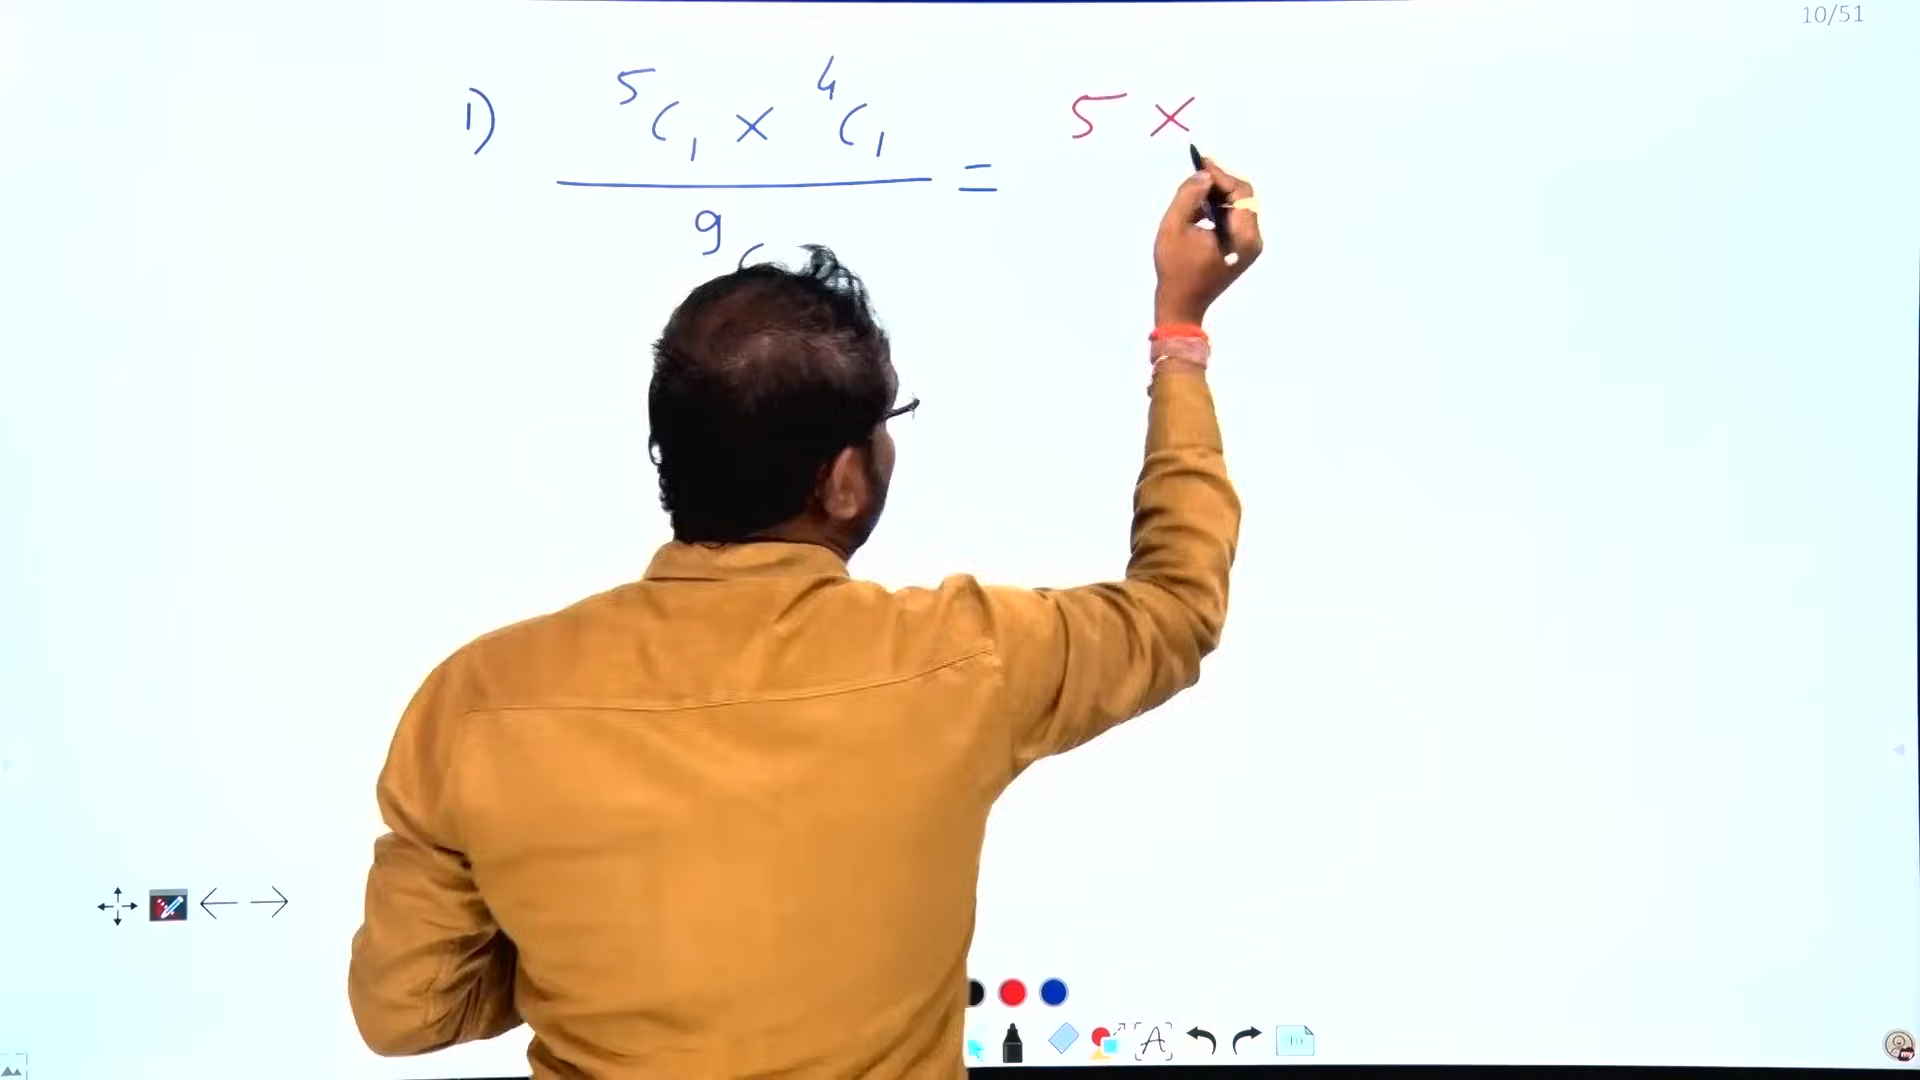 10/51
1) ⁵C₁ × ⁴C₁ = 5 ×
⁹C